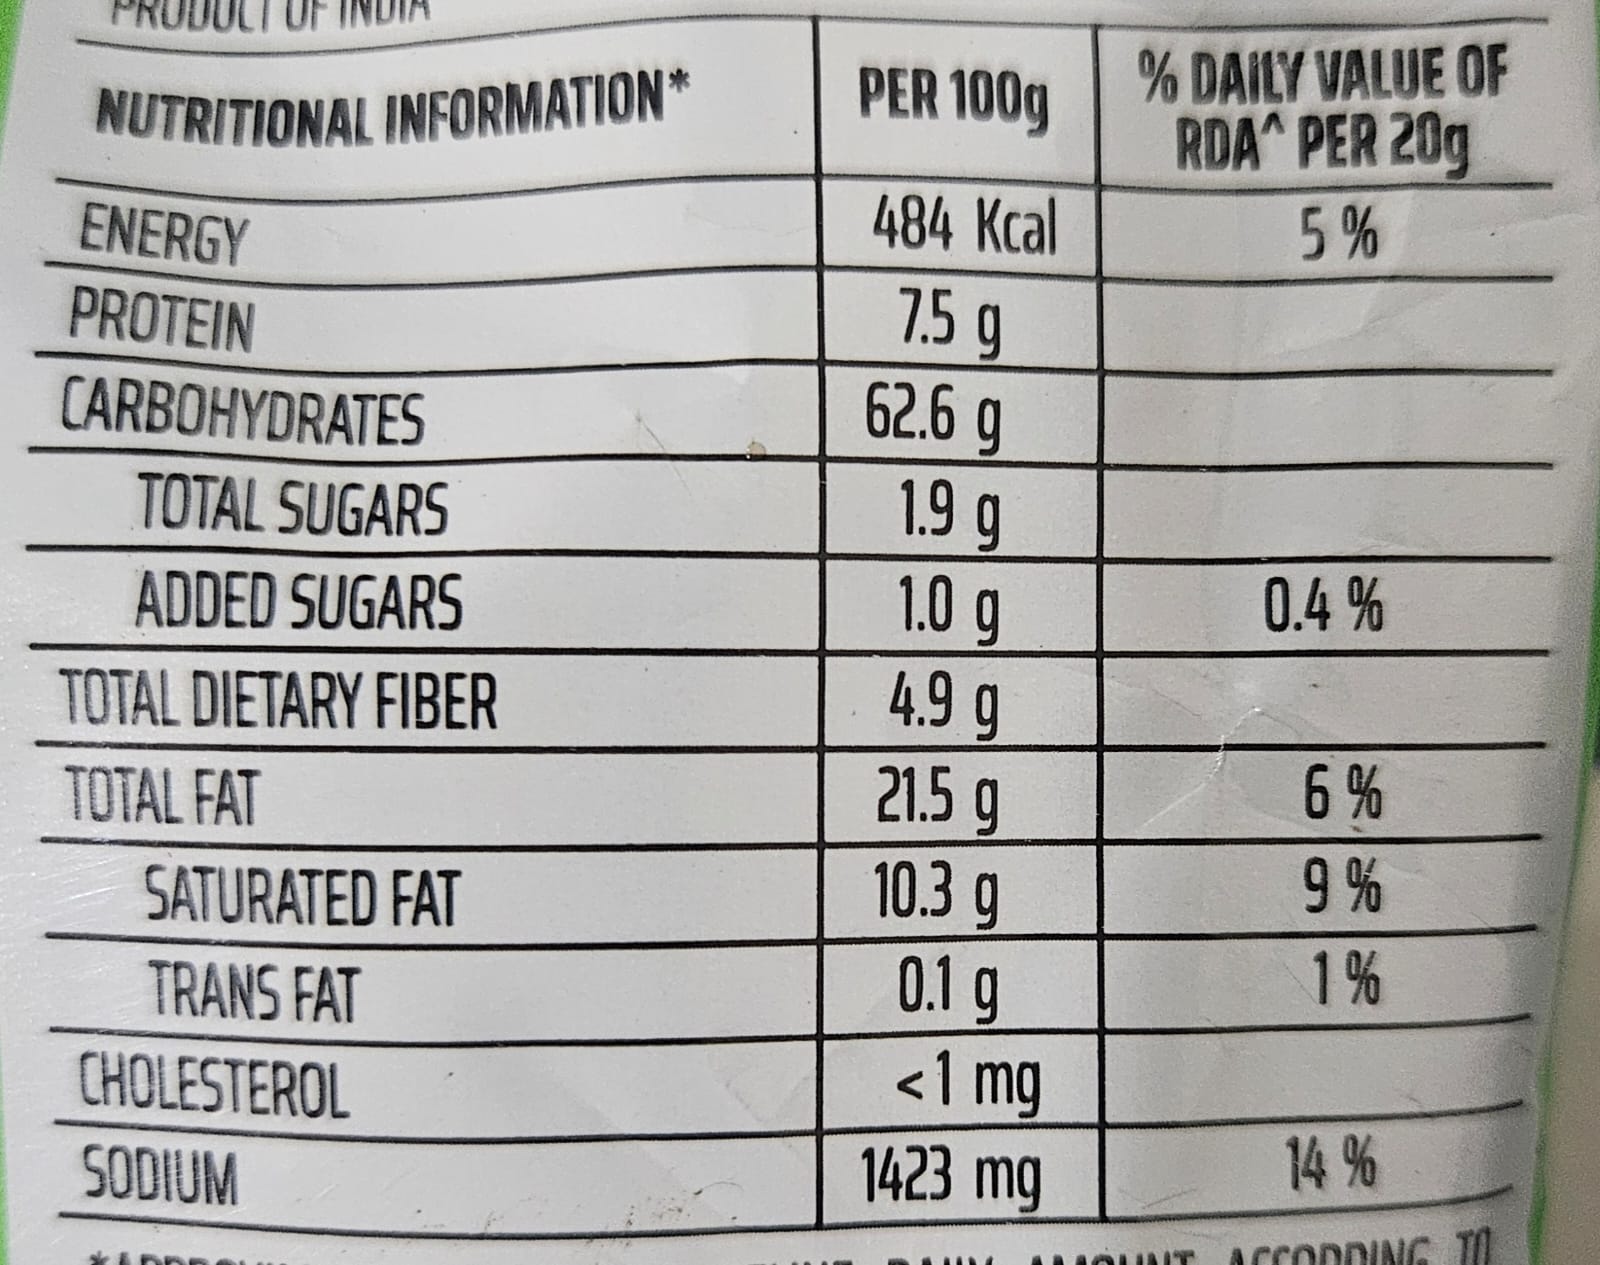 PRODUCT OF INDIA
NUTRITIONAL INFORMATION* PER 100g % DAILY VALUE OF RDA^ PER 20g
ENERGY 484 Kcal 5 %
PROTEIN 7.5 g
CARBOHYDRATES 62.6 g
TOTAL SUGARS 1.9 g
ADDED SUGARS 1.0 g 0.4 %
TOTAL DIETARY FIBER 4.9 g
TOTAL FAT 21.5 g 6 %
SATURATED FAT 10.3 g 9 %
TRANS FAT 0.1 g 1 %
CHOLESTEROL <1 mg
SODIUM 1423 mg 14 %
DAILY AMOUNT ACCORDING TO